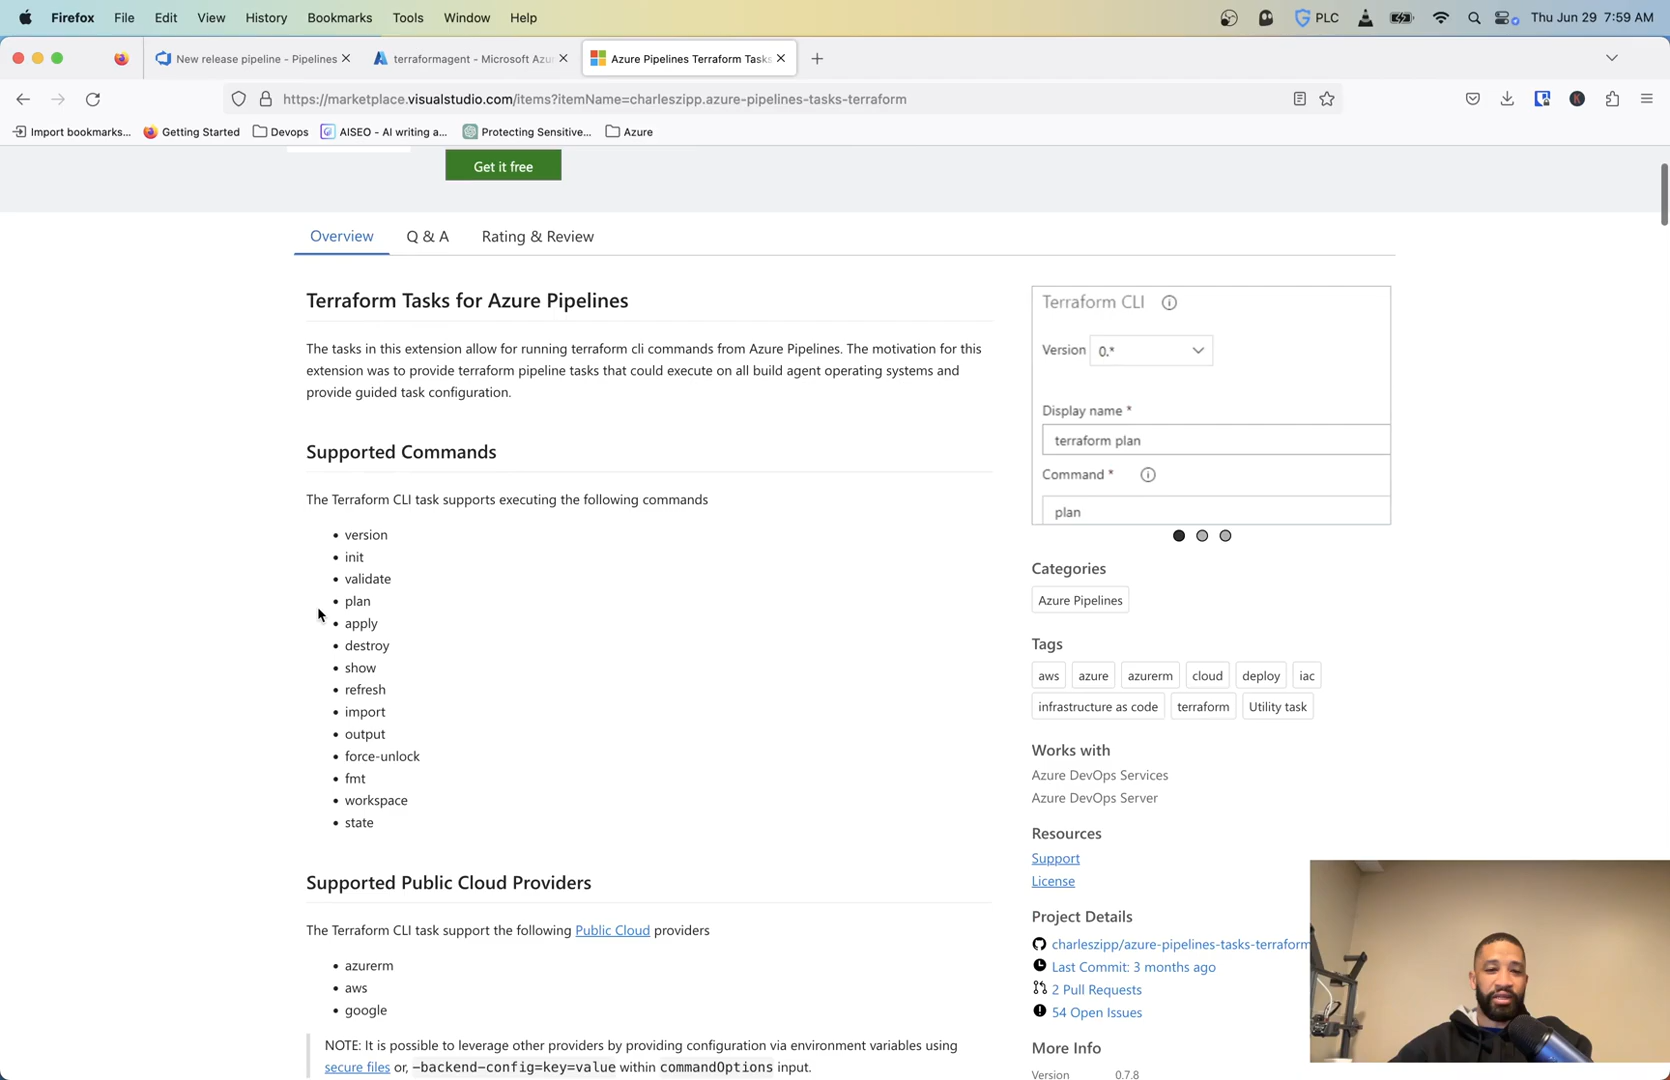 Firefox File Edit View History Bookmarks Tools Window Help PLC Thu Jun 29 7:59 AM
New release pipeline - Pipelines terraformagent - Microsoft Azur Azure Pipelines Terraform Tasks
https://marketplace.visualstudio.com/items?itemName=charleszipp.azure-pipelines-tasks-terraform
Import bookmarks... Getting Started Devops AISEO - AI writing a... Protecting Sensitive... Azure
Get it free
Overview Q & A Rating & Review
Terraform Tasks for Azure Pipelines
The tasks in this extension allow for running terraform cli commands from Azure Pipelines. The motivation for this
extension was to provide terraform pipeline tasks that could execute on all build agent operating systems and
provide guided task configuration.
Supported Commands
The Terraform CLI task supports executing the following commands
• version
• init
• validate
• plan
• apply
• destroy
• show
• refresh
• import
• output
• force-unlock
• fmt
• workspace
• state
Supported Public Cloud Providers
The Terraform CLI task support the following Public Cloud providers
• azurerm
• aws
• google
NOTE: It is possible to leverage other providers by providing configuration via environment variables using
secure files or, -backend-config=key=value within commandOptions input.
Terraform CLI
Version 0.*
Display name *
terraform plan
Command *
plan
Categories
Azure Pipelines
Tags
aws azure azurerm cloud deploy iac
infrastructure as code terraform Utility task
Works with
Azure DevOps Services
Azure DevOps Server
Resources
Support
License
Project Details
charleszipp/azure-pipelines-tasks-terraform
Last Commit: 3 months ago
2 Pull Requests
54 Open Issues
More Info
Version 0.7.8